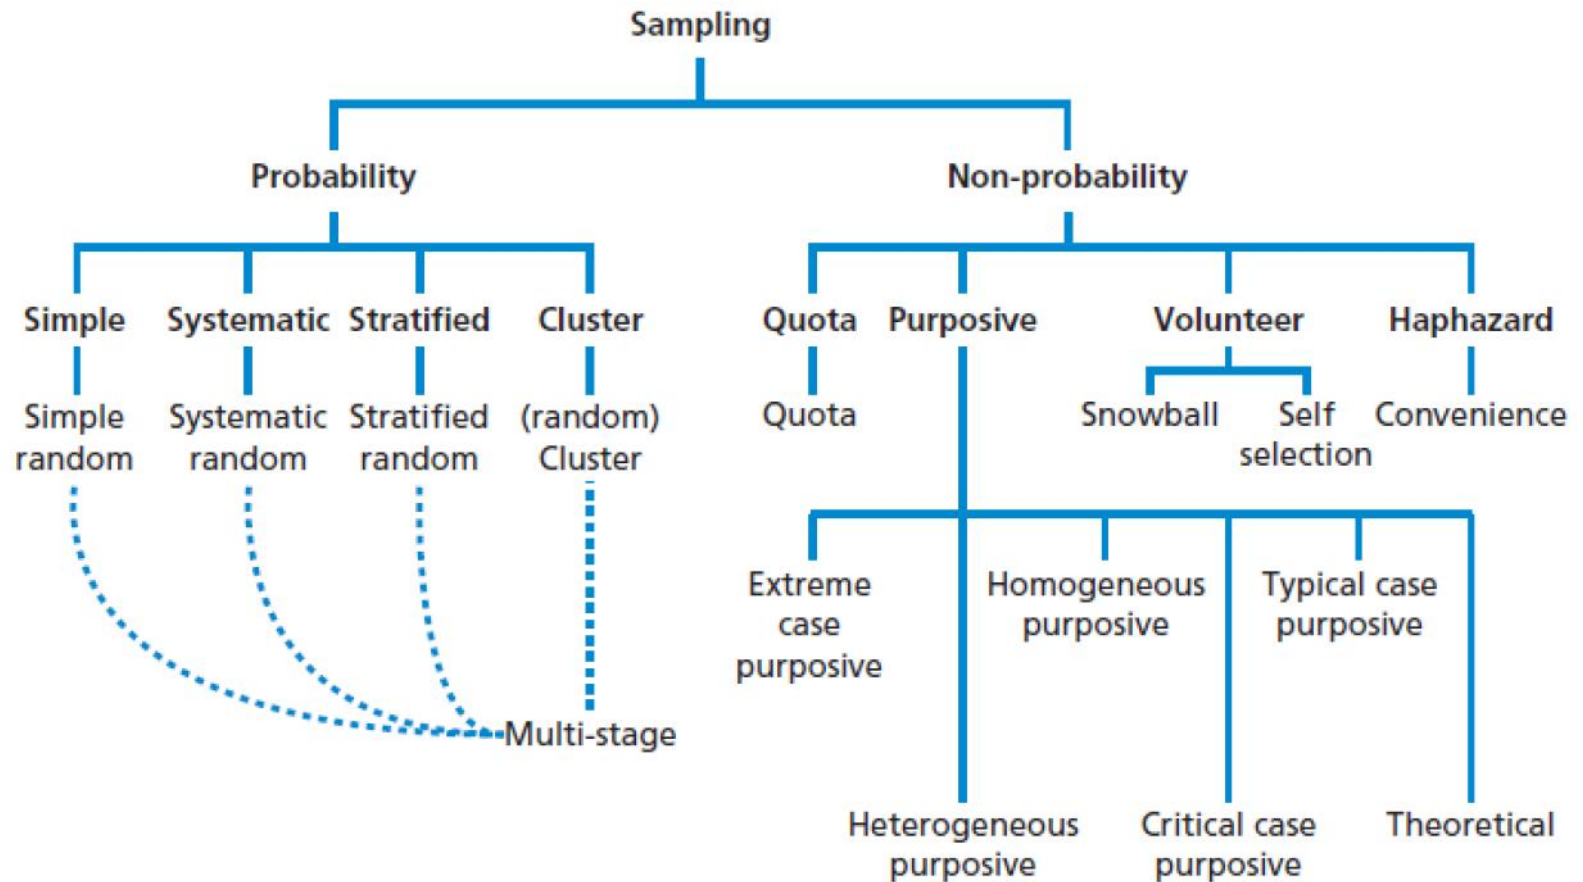 Sampling
Probability
Non-probability
Simple
Systematic
Stratified
Cluster
Quota
Purposive
Volunteer
Haphazard
Simple
random
Systematic
random
Stratified
random
(random)
Cluster
Quota
Snowball
Self
selection
Convenience
Extreme
case
purposive
Homogeneous
purposive
Typical case
purposive
Multi-stage
Heterogeneous
purposive
Critical case
purposive
Theoretical